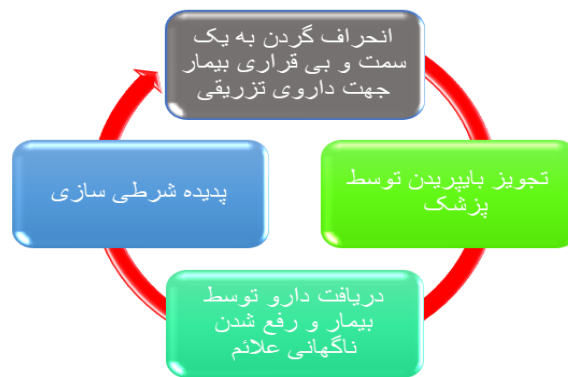 انحراف گردن به یک
سمت و بی قراری بیمار
جهت داروی تزریقی
تجویز بایپریدن توسط
پزشک
دریافت دارو توسط
بیمار و رفع شدن
ناگهانی علائم
پدیده شرطی سازی